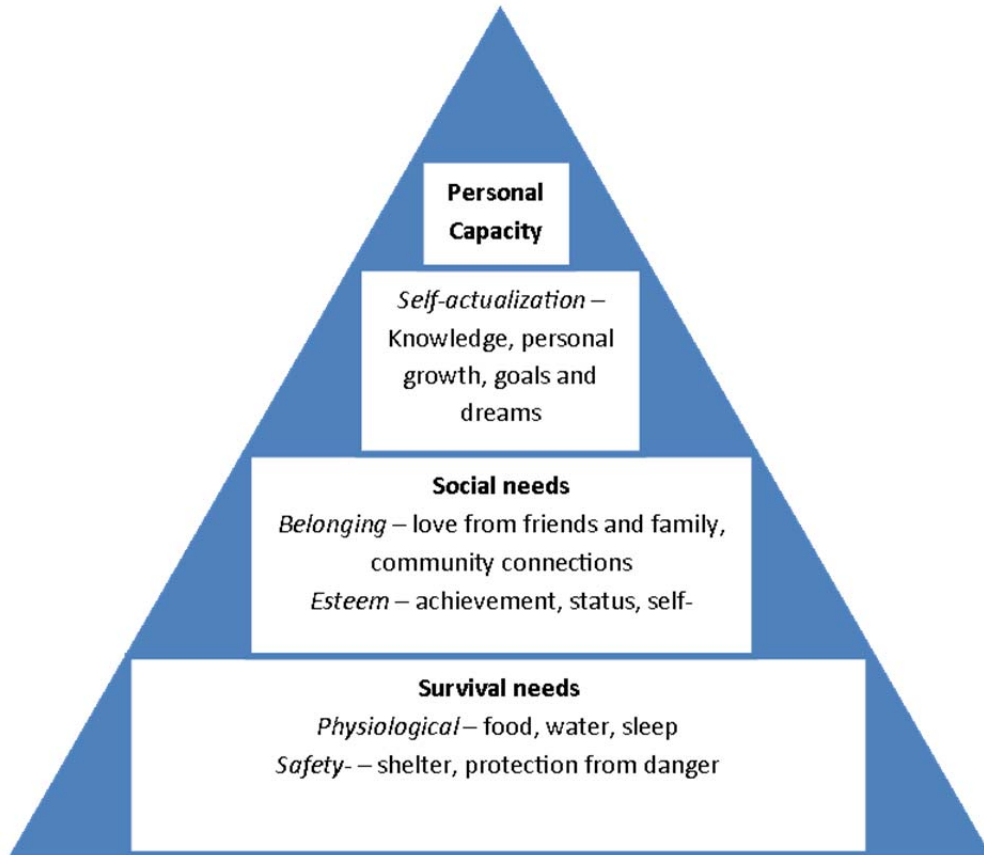 Personal
Capacity
Self-actualization –
Knowledge, personal
growth, goals and
dreams
Social needs
Belonging – love from friends and family,
community connections
Esteem – achievement, status, self-
Survival needs
Physiological – food, water, sleep
Safety- – shelter, protection from danger